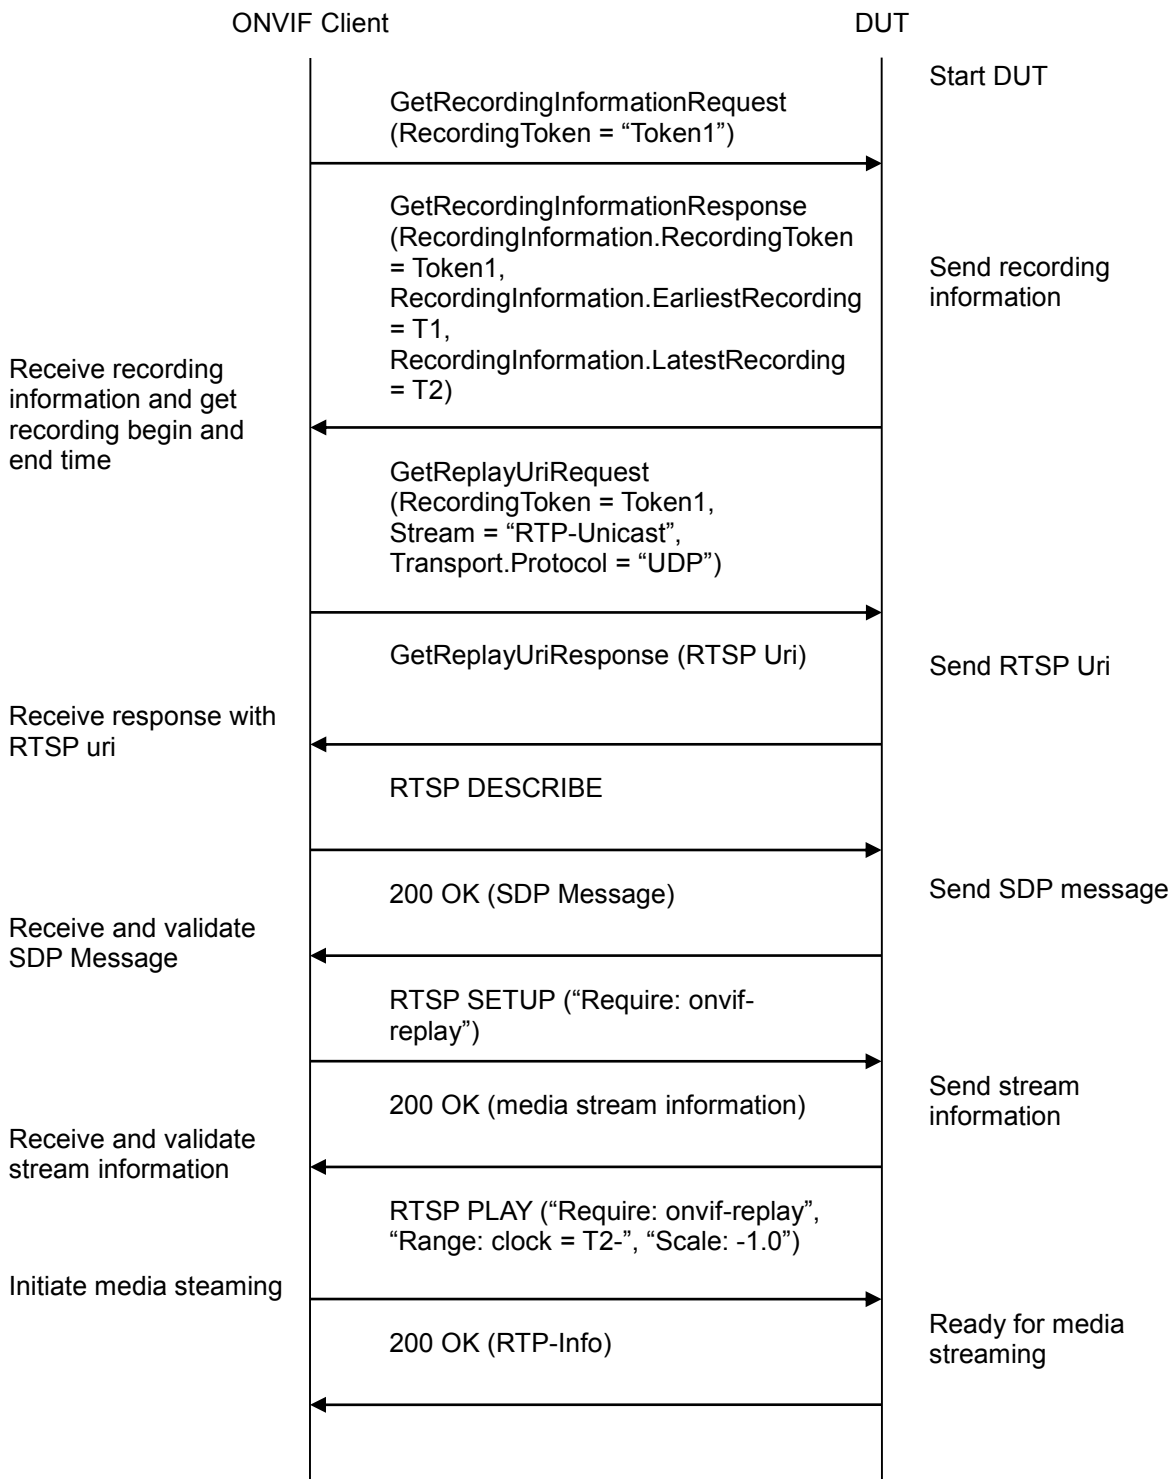 ONVIF Client
DUT
Start DUT
GetRecordingInformationRequest
(RecordingToken = “Token1”)
GetRecordingInformationResponse
(RecordingInformation.RecordingToken
= Token1,
RecordingInformation.EarliestRecording
= T1,
RecordingInformation.LatestRecording
= T2)
Send recording
information
Receive recording
information and get
recording begin and
end time
GetReplayUriRequest
(RecordingToken = Token1,
Stream = “RTP-Unicast”,
Transport.Protocol = “UDP”)
GetReplayUriResponse (RTSP Uri)
Send RTSP Uri
Receive response with
RTSP uri
RTSP DESCRIBE
200 OK (SDP Message)
Send SDP message
Receive and validate
SDP Message
RTSP SETUP (“Require: onvif-
replay”)
200 OK (media stream information)
Send stream
information
Receive and validate
stream information
RTSP PLAY (“Require: onvif-replay”,
“Range: clock = T2-”, “Scale: -1.0”)
Initiate media steaming
200 OK (RTP-Info)
Ready for media
streaming